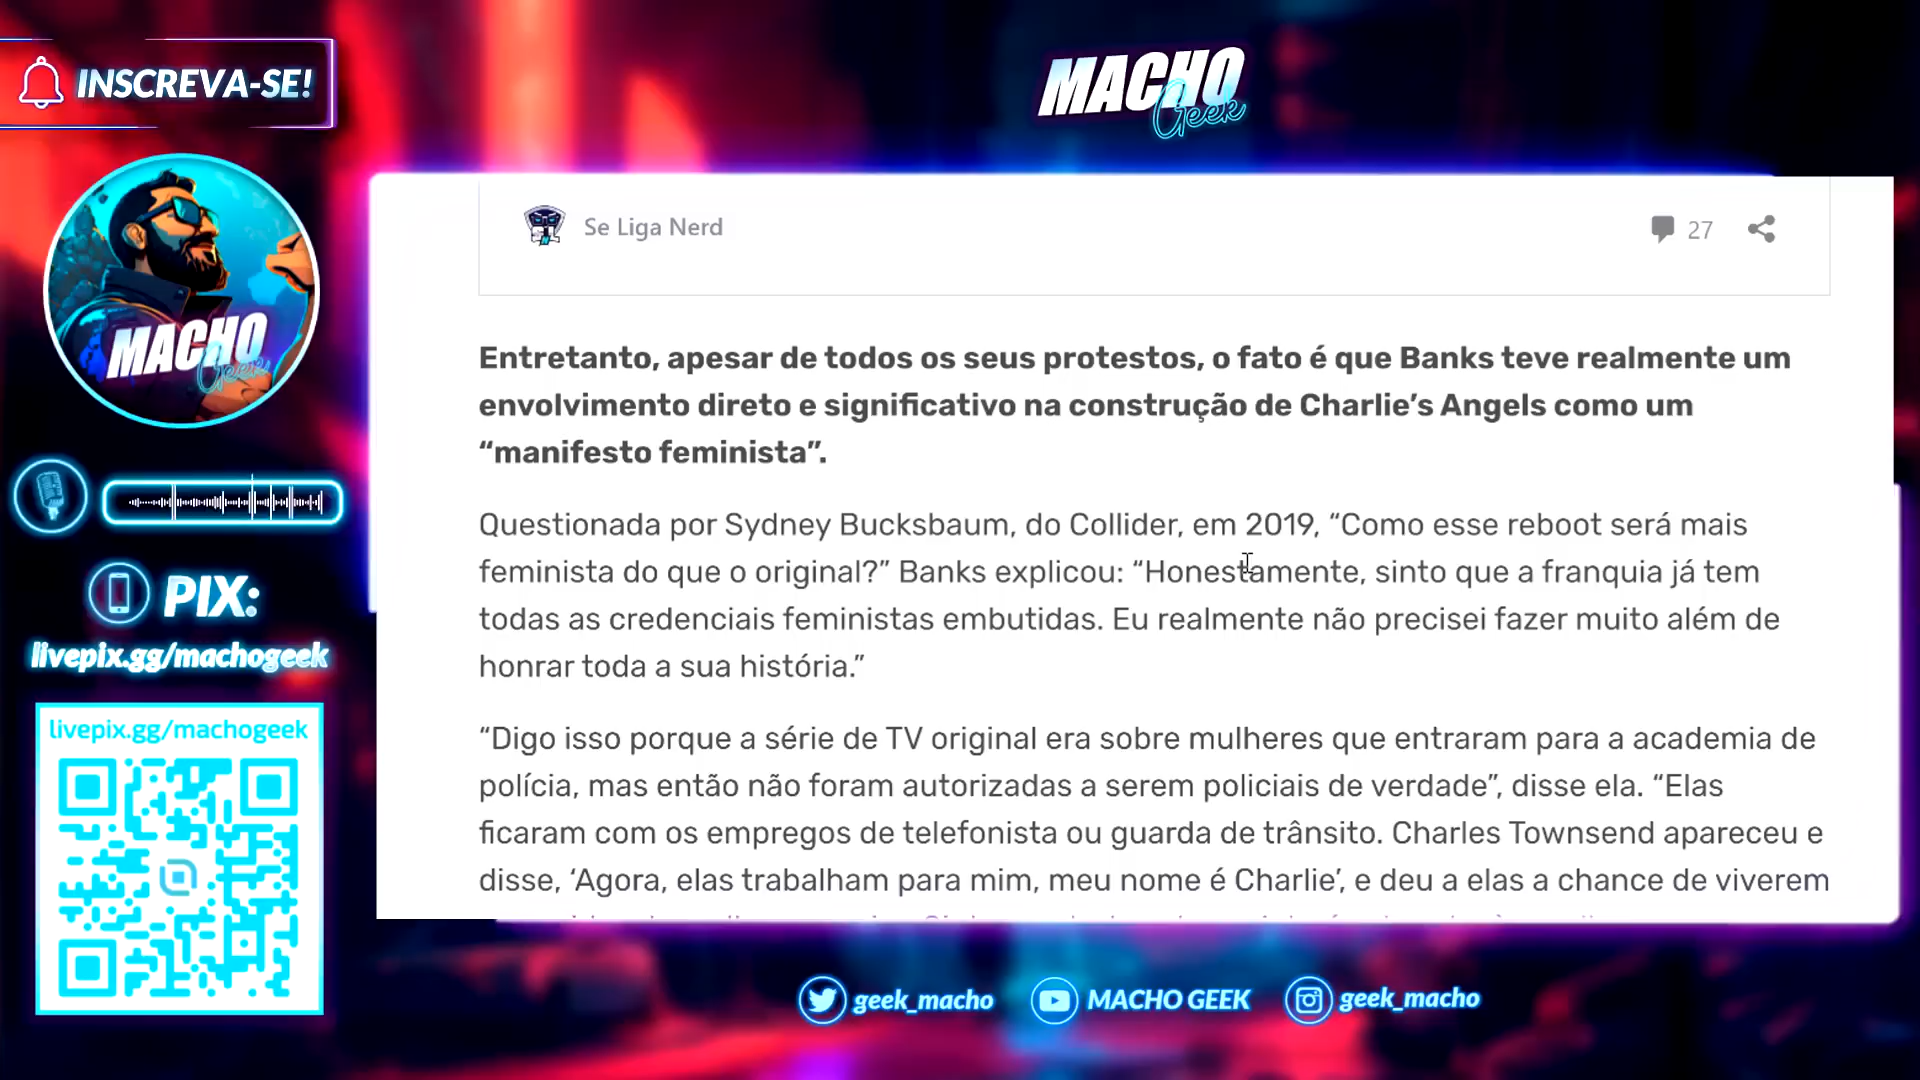 INSCREVA-SE!
MACHO
Geek
MACHO
Geek
PIX:
livepix.gg/machogeek
livepix.gg/machogeek
Se Liga Nerd
27
Entretanto, apesar de todos os seus protestos, o fato é que Banks teve realmente um
envolvimento direto e significativo na construção de Charlie’s Angels como um
“manifesto feminista”.
Questionada por Sydney Bucksbaum, do Collider, em 2019, “Como esse reboot será mais
feminista do que o original?” Banks explicou: “Honestamente, sinto que a franquia já tem
todas as credenciais feministas embutidas. Eu realmente não precisei fazer muito além de
honrar toda a sua história.”
“Digo isso porque a série de TV original era sobre mulheres que entraram para a academia de
polícia, mas então não foram autorizadas a serem policiais de verdade”, disse ela. “Elas
ficaram com os empregos de telefonista ou guarda de trânsito. Charles Townsend apareceu e
disse, ‘Agora, elas trabalham para mim, meu nome é Charlie’, e deu a elas a chance de viverem
geek_macho
MACHO GEEK
geek_macho